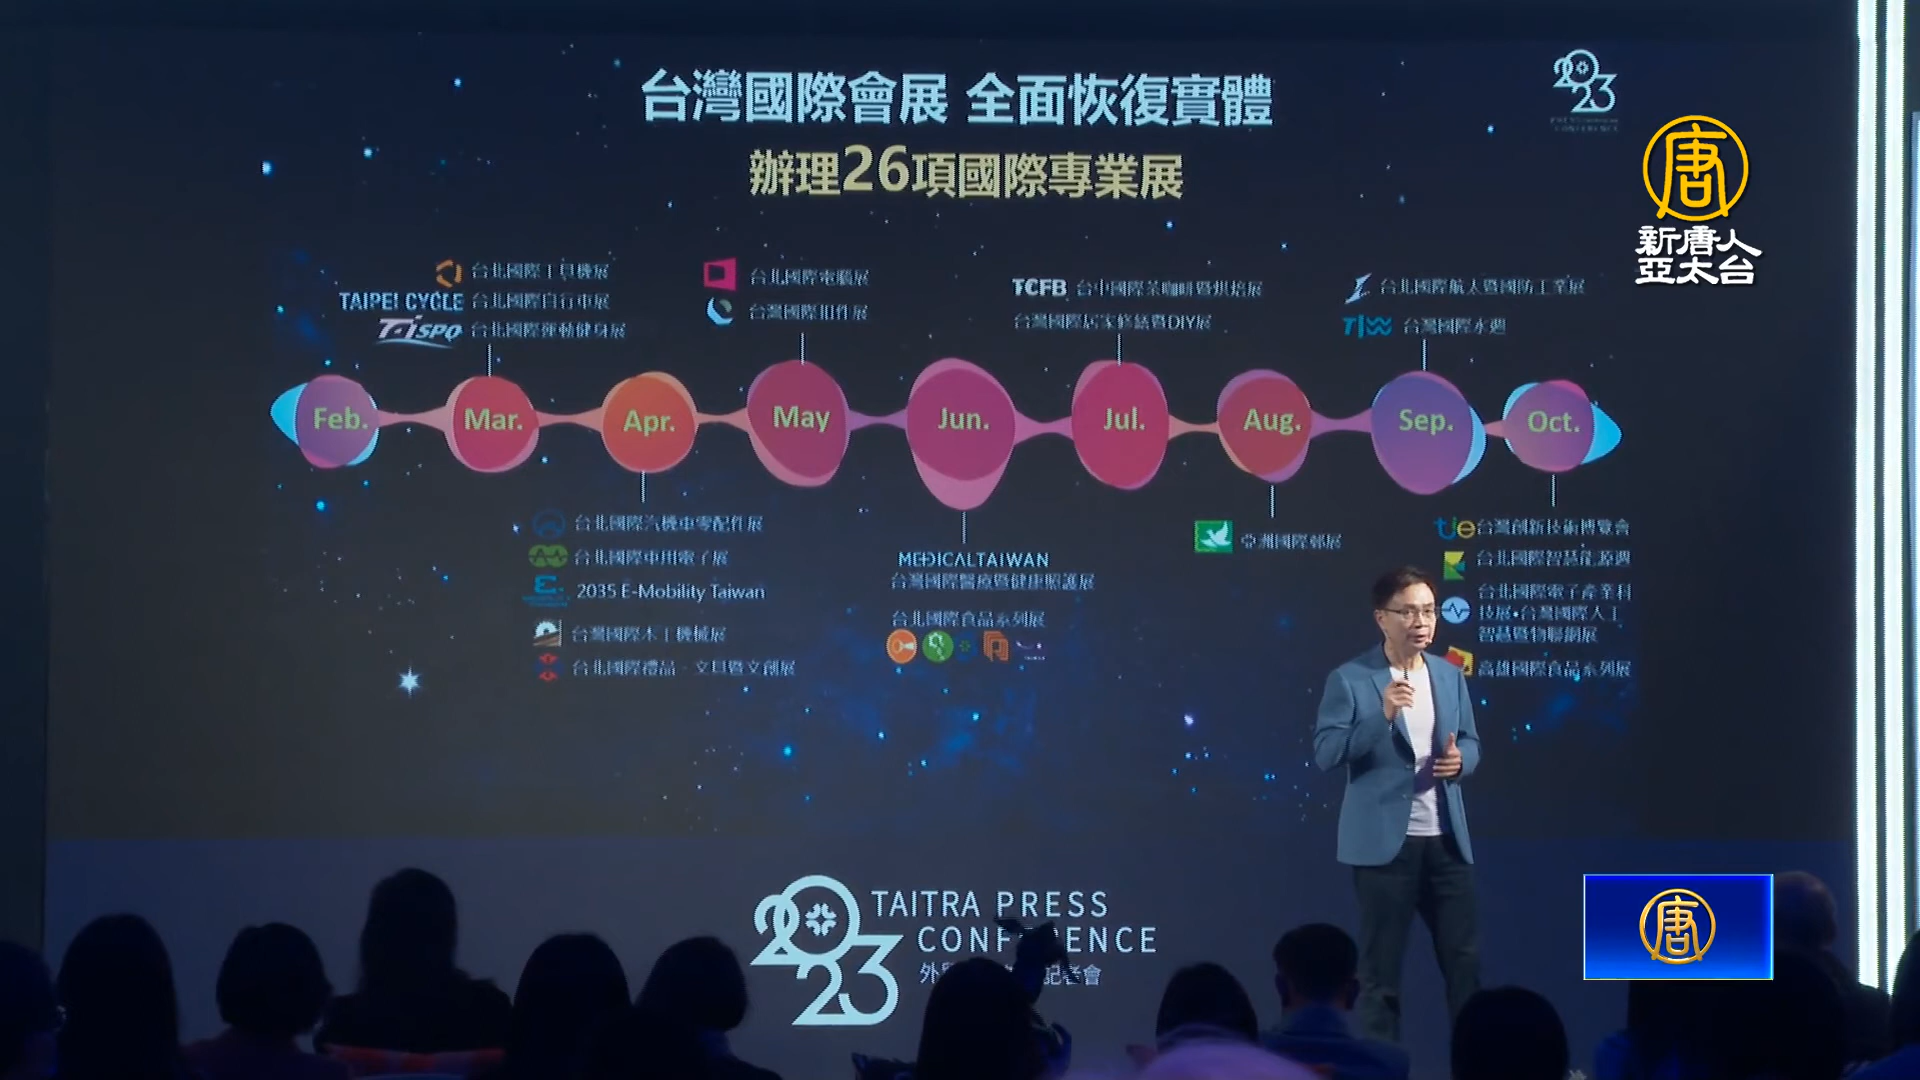 台灣國際會展 全面恢復實體
辦理26項國際專業展
2023
CONFERENCE
唐
新唐人
亞太台
台北國際工具機展
TAIPEI CYCLE 台北國際自行車展
TaiSPO 台北國際運動健身展
台北國際電腦展
台灣國際扣件展
TCFB 台中國際茶咖啡暨烘焙展
台灣國際居家修繕暨DIY展
台北國際航太暨國防工業展
TIWW 台灣國際水週
Feb.
Mar.
Apr.
May
Jun.
Jul.
Aug.
Sep.
Oct.
台北國際汽機車零配件展
台北國際車用電子展
2035 E-Mobility Taiwan
台灣國際木工機械展
台北國際禮品、文具暨文創展
MEDICALTAIWAN
台灣國際醫療暨健康照護展
台北國際食品系列展
亞洲國際郵展
tie台灣創新技術博覽會
台北國際智慧能源週
台北國際電子產業科
技展•台灣國際人工
智慧暨物聯網展
高雄國際食品系列展
2023
TAITRA PRESS
記者會
唐